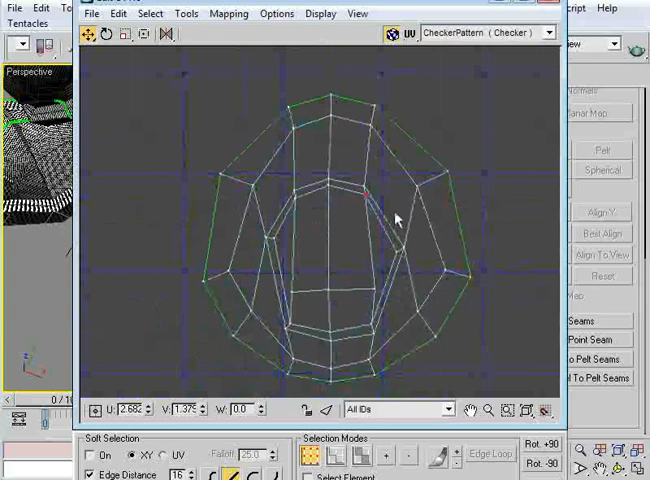 File Edit To
Script Help
Tentacles
File Edit Select Tools Mapping Options Display View
UV CheckerPattern ( Checker )
Perspective
Normals
Planar Map
Pelt
Spherical
Align Y
Best Align
Align To View
Reset
Map
Seams
Point Seam
o Pelt Seams
l To Pelt Seams
0 / 10
U: 2.682 V: 1.379 W: 0.0 All IDs
Soft Selection
On XY UV Falloff: 25.0
Edge Distance 16
Selection Modes
Edge Loop
Select Element
Rot. +90
Rot. -90